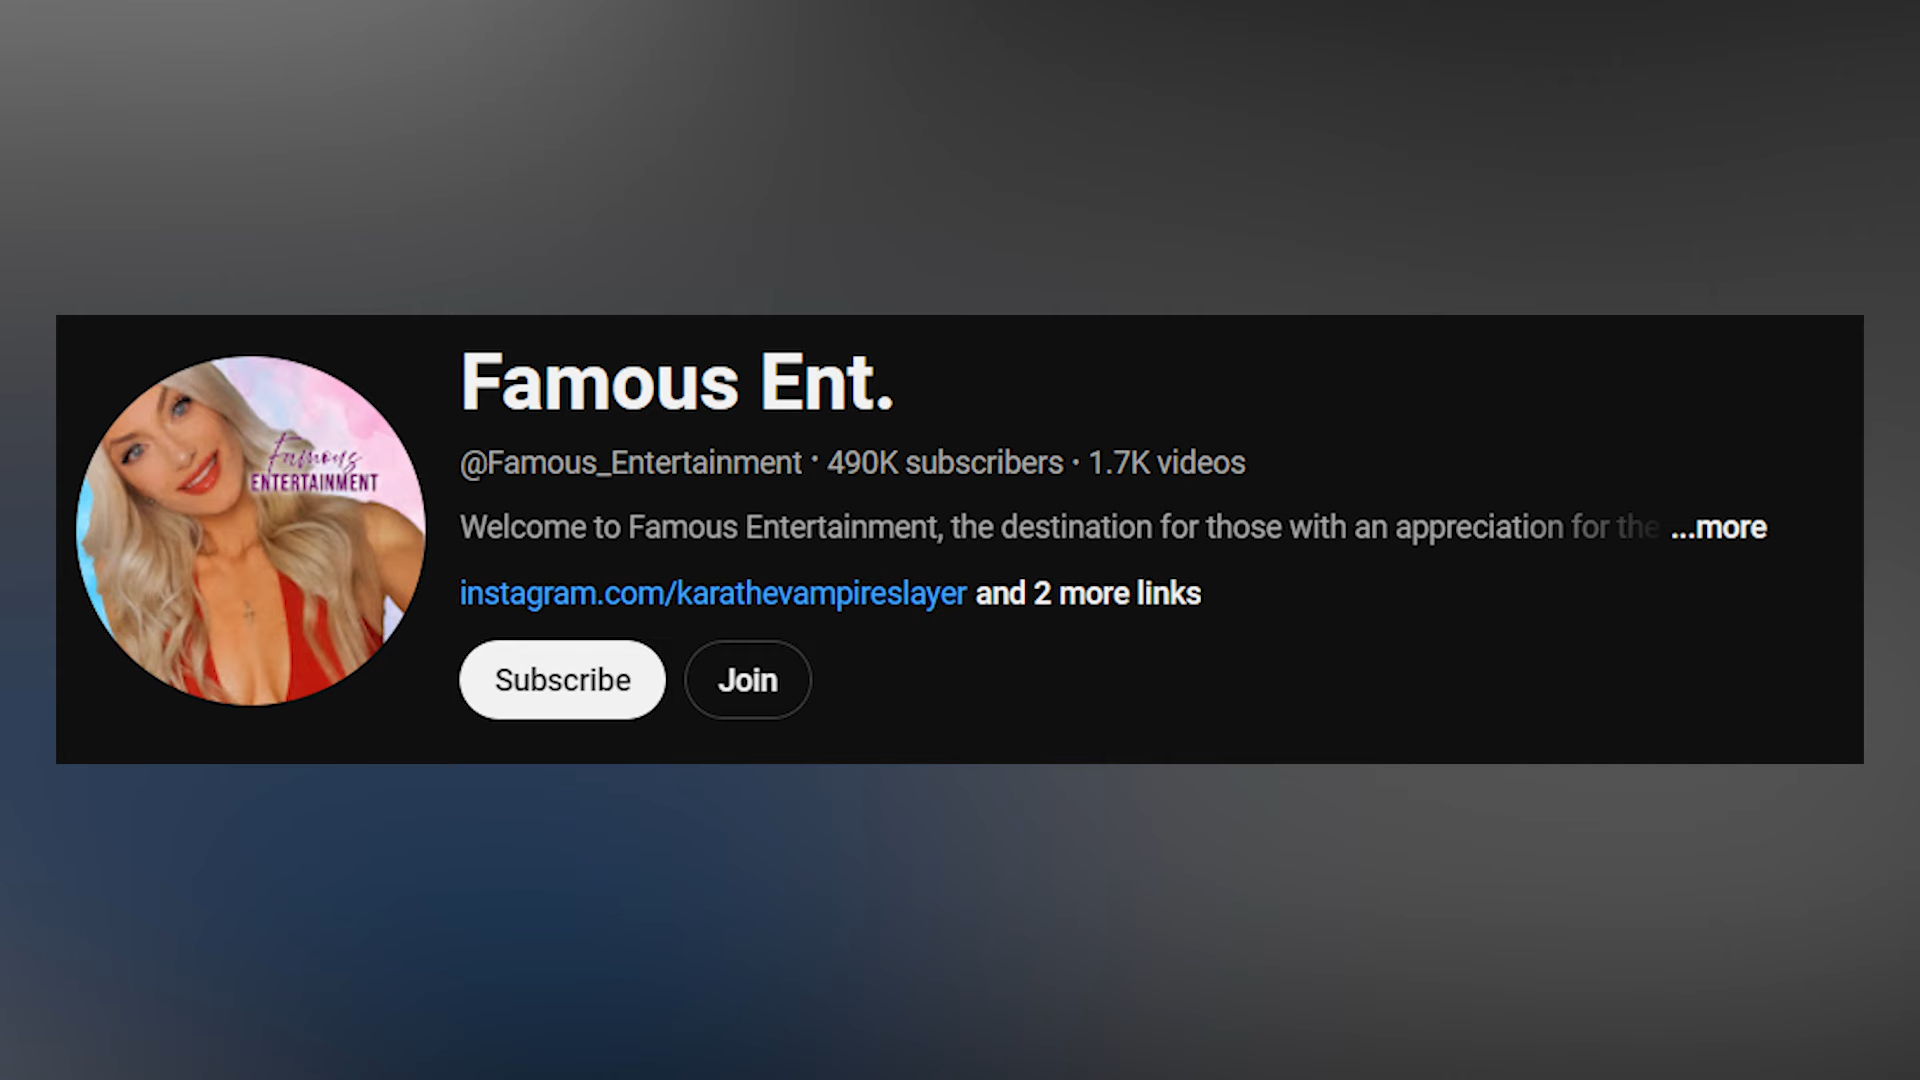 Famous
ENTERTAINMENT
Famous Ent.
@Famous_Entertainment • 490K subscribers • 1.7K videos
Welcome to Famous Entertainment, the destination for those with an appreciation for the ...more
instagram.com/karathevampireslayer and 2 more links
Subscribe Join